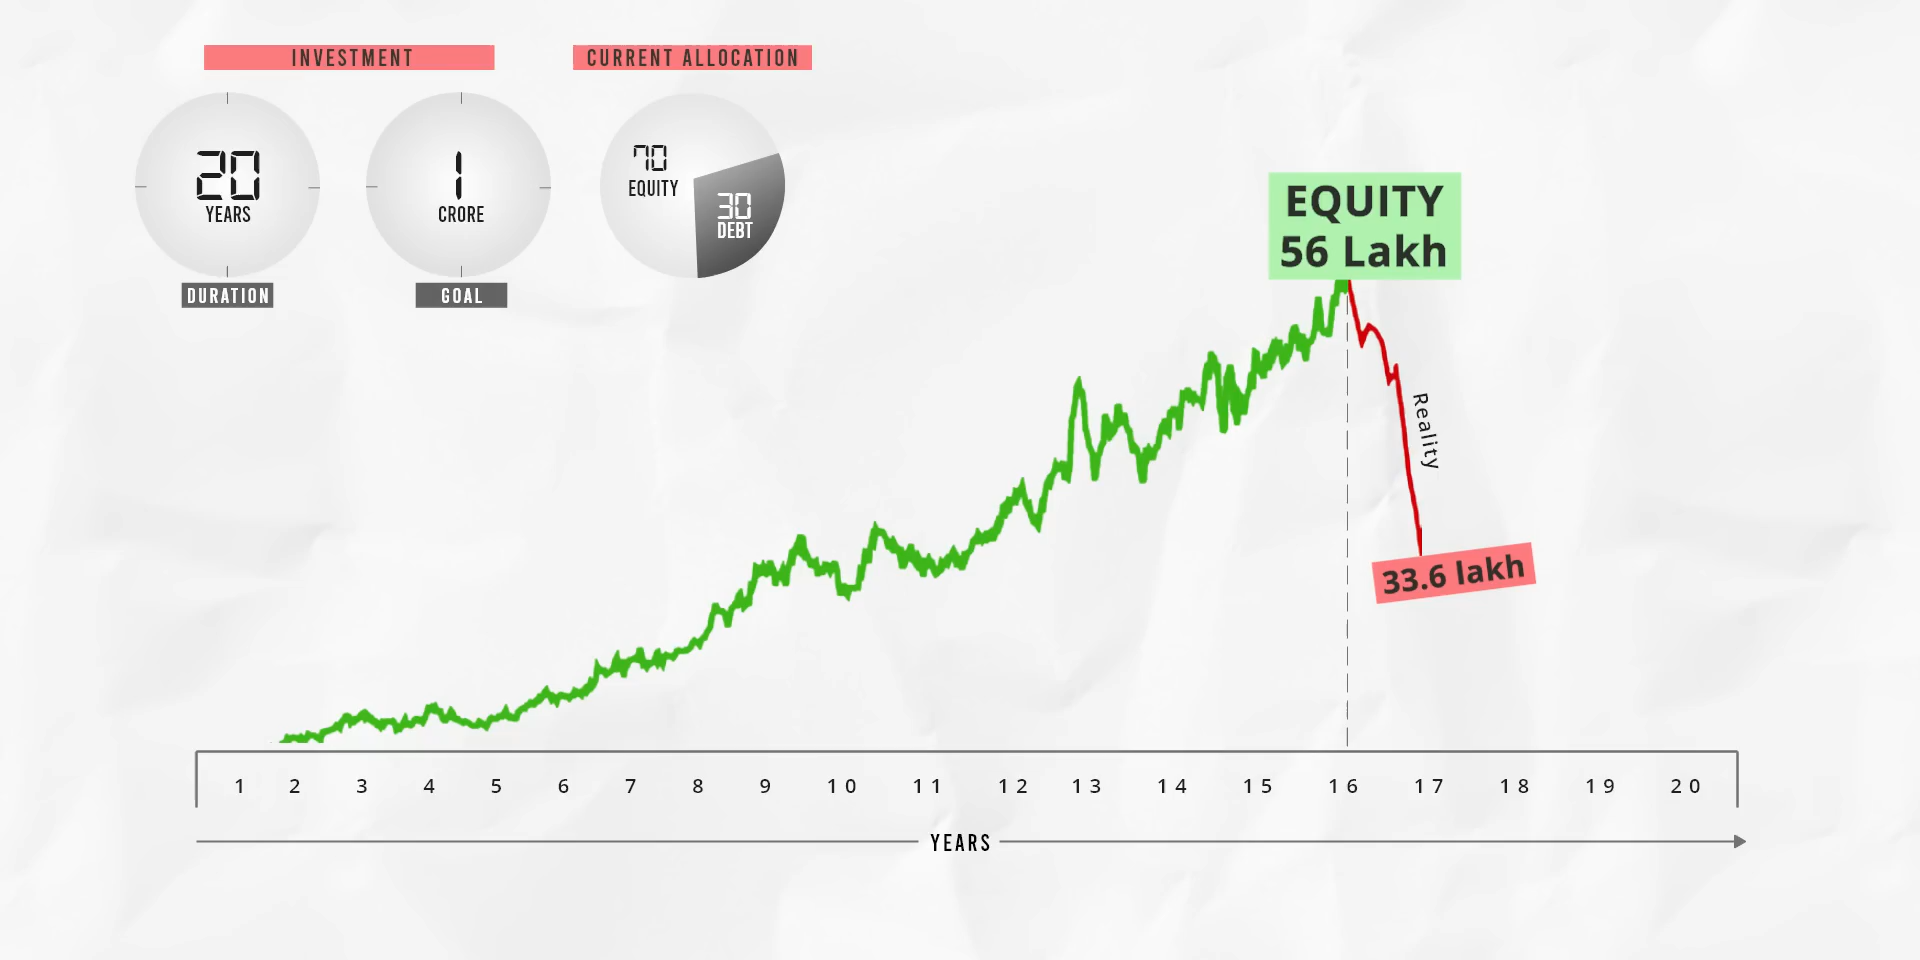 INVESTMENT
CURRENT ALLOCATION
20
YEARS
DURATION
1
CRORE
GOAL
70
EQUITY
30
DEBT
EQUITY
56 Lakh
Reality
33.6 lakh
1 2 3 4 5 6 7 8 9 10 11 12 13 14 15 16 17 18 19 20
YEARS